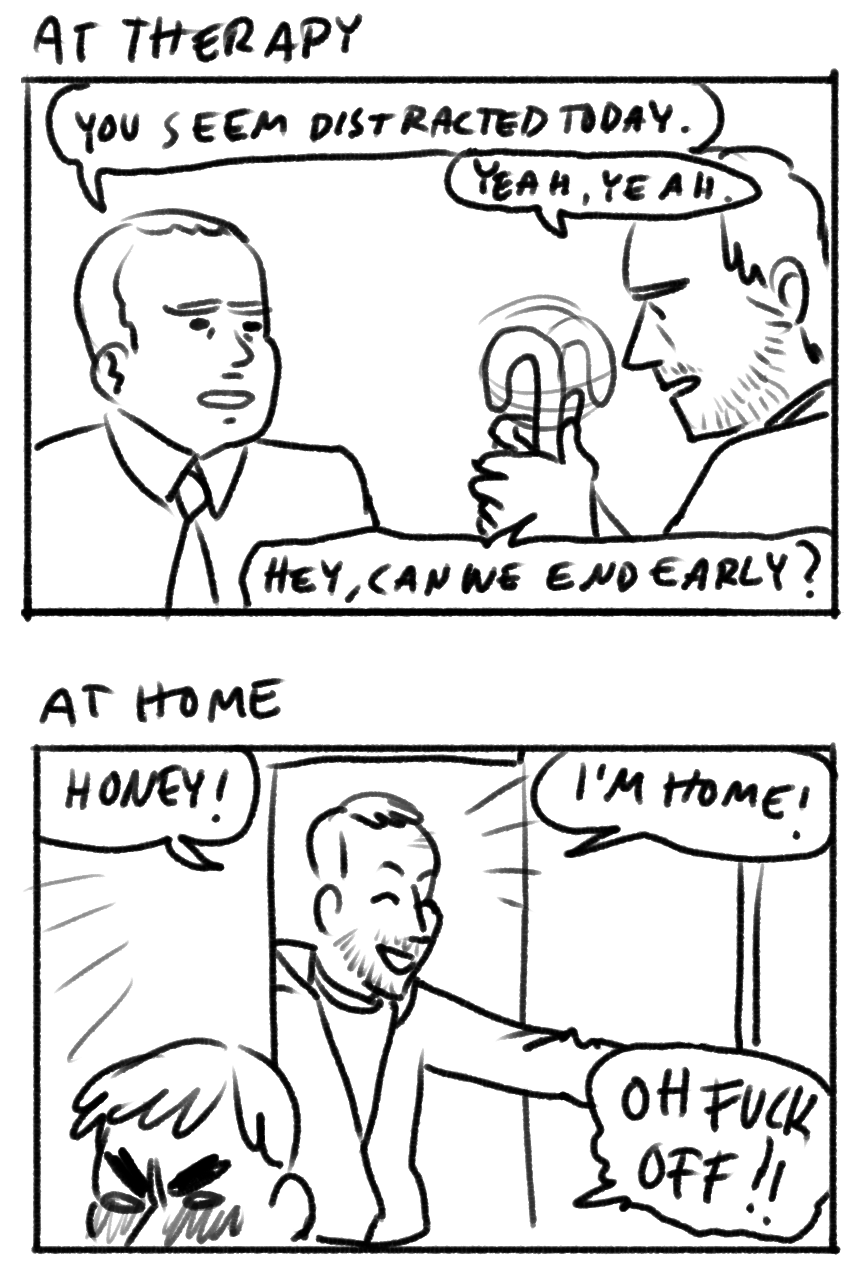 AT THERAPY
YOU SEEM DISTRACTED TODAY.
YEAH, YEAH.
HEY, CAN WE END EARLY?
AT HOME
HONEY!
I'M HOME!
OH FUCK
OFF!!